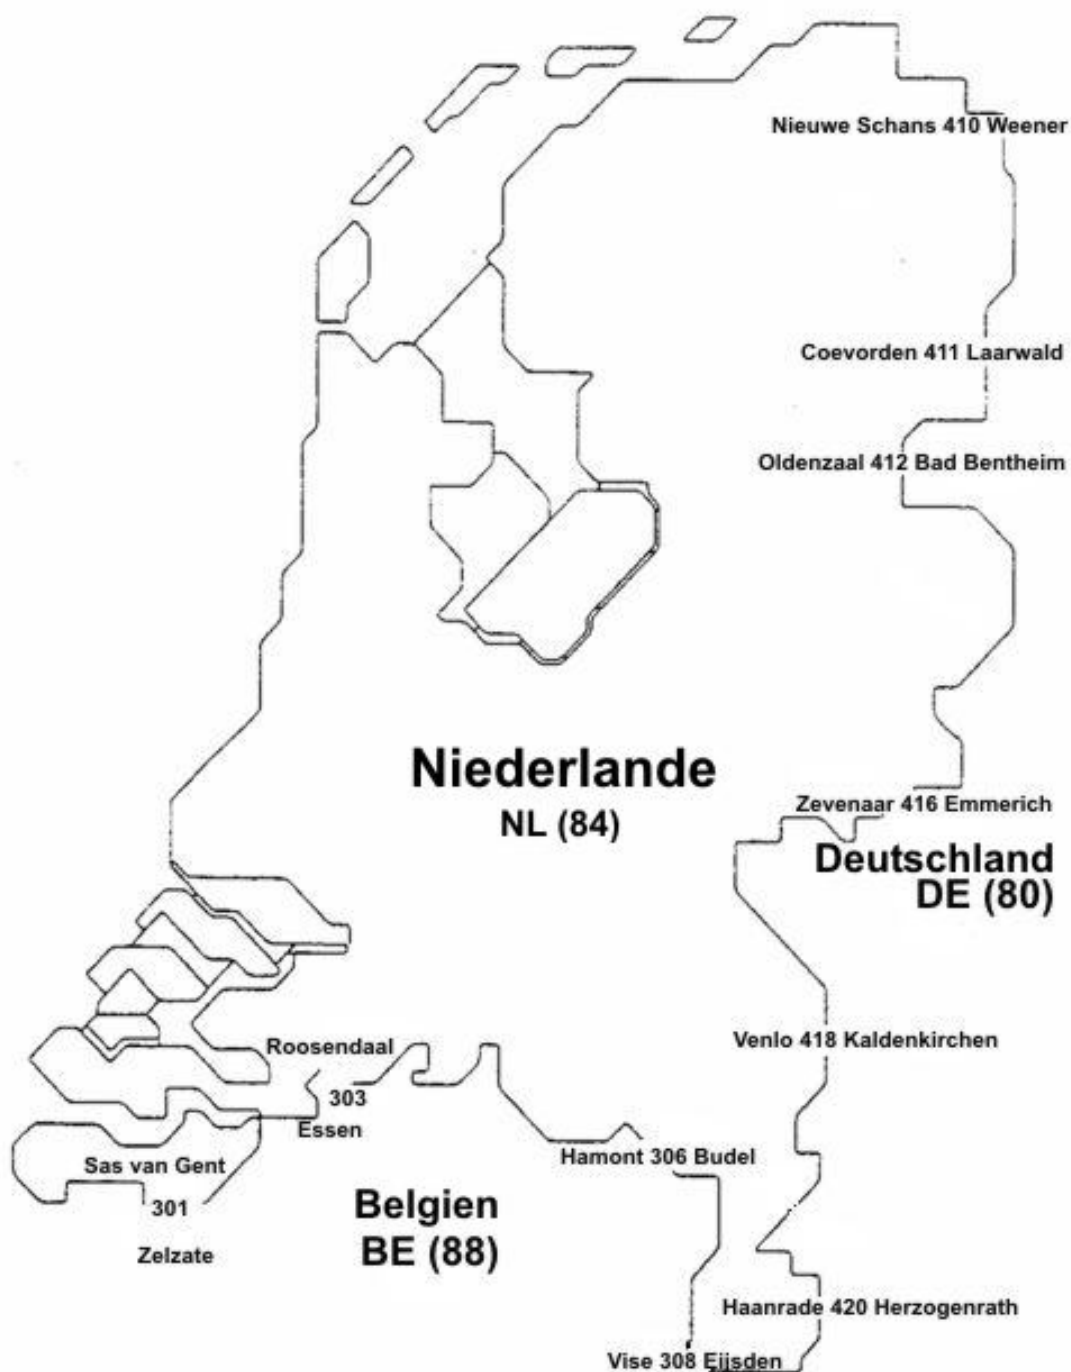 Nieuwe Schans 410 Weener
Coevorden 411 Laarwald
Oldenzaal 412 Bad Bentheim
Niederlande
NL (84)
Zevenaar 416 Emmerich
Deutschland
DE (80)
Venlo 418 Kaldenkirchen
Roosendaal
303
Essen
Hamont 306 Budel
Sas van Gent
301
Zelzate
Belgien
BE (88)
Haanrade 420 Herzogenrath
Vise 308 Eijsden